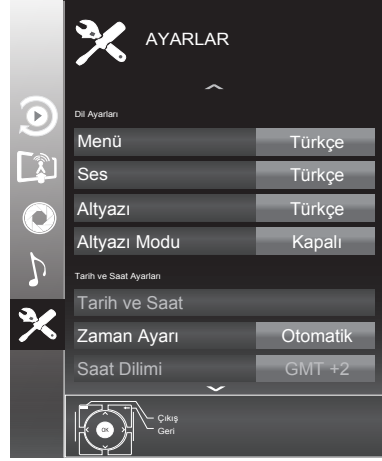 AYARLAR
Dil Ayarları
Menü Türkçe
Ses Türkçe
Altyazı Türkçe
Altyazı Modu Kapalı
Tarih ve Saat Ayarları
Tarih ve Saat
Zaman Ayarı Otomatik
Saat Dilimi GMT +2
Çıkış
OK Geri